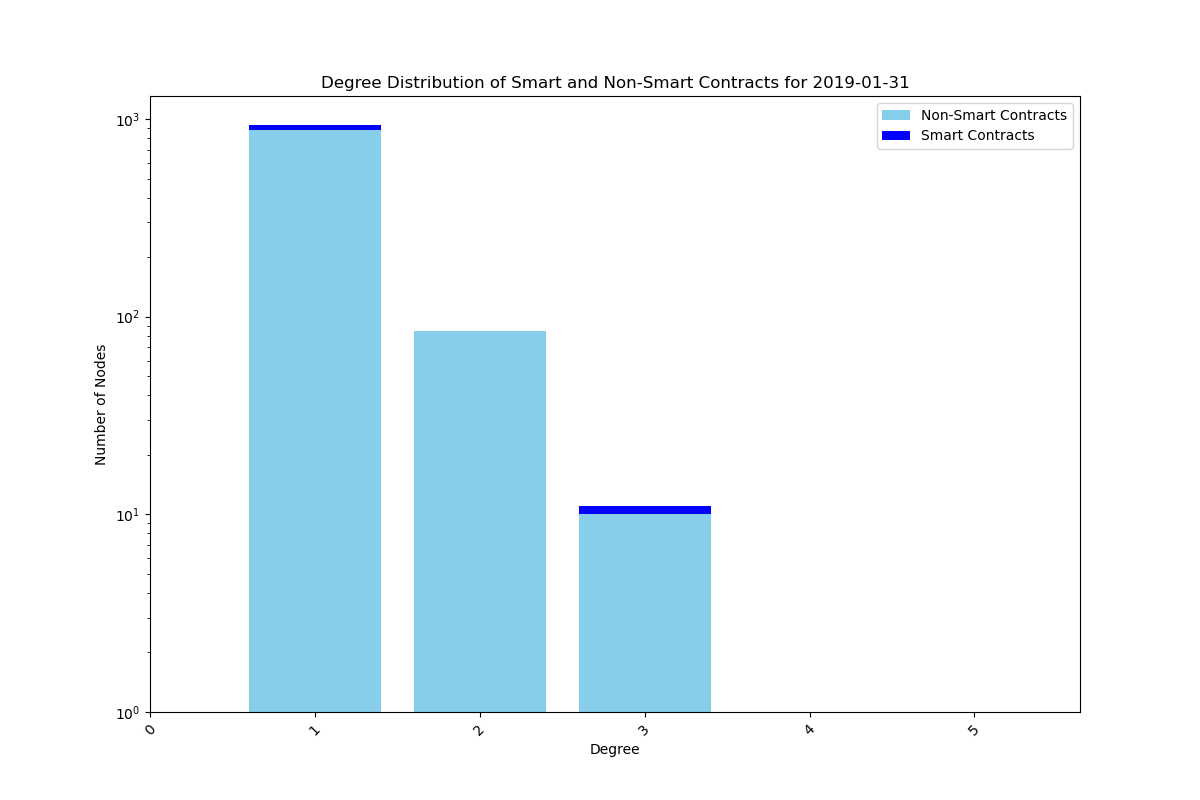 Degree Distribution of Smart and Non-Smart Contracts for 2019-01-31
Non-Smart Contracts
Smart Contracts
Number of Nodes
10³
10²
10¹
10⁰
0 1 2 3 4 5
Degree